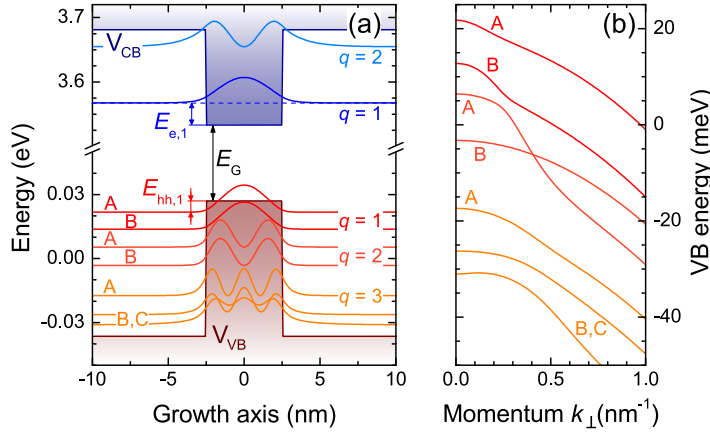 (a)
(b)
3.7
3.6
0.03
0.00
-0.03
Energy (eV)
V_CB
q = 2
q = 1
E_e,1
E_G
E_hh,1
A
B
A
B
A
B,C
q = 1
q = 2
q = 3
V_VB
-10
-5
0
5
10
Growth axis (nm)
A
B
A
B
A
B,C
20
0
-20
-40
VB energy (meV)
0.0
0.5
1.0
Momentum k⊥(nm⁻¹)